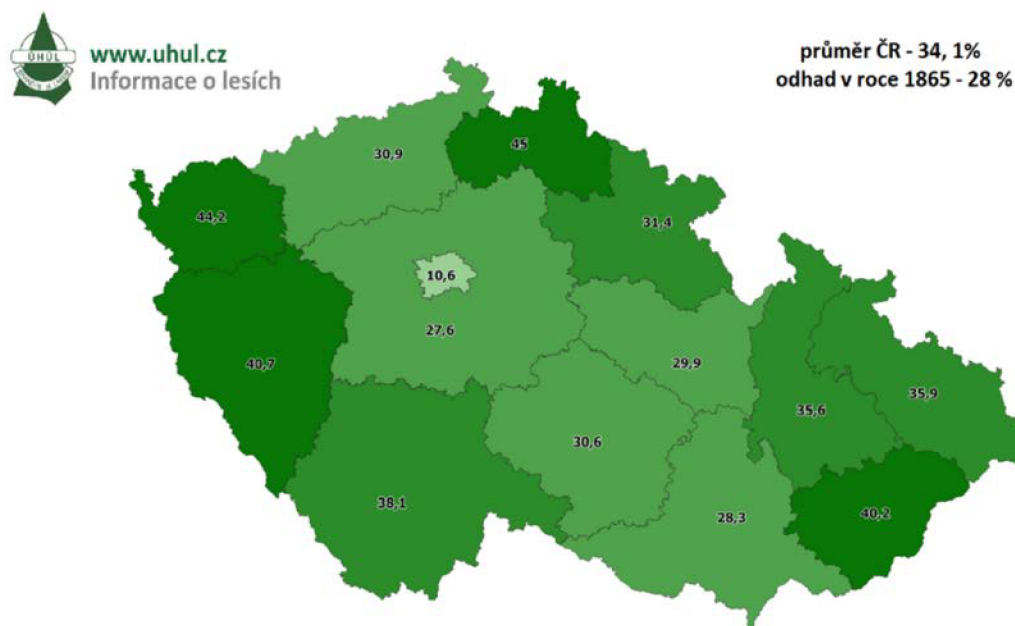 ÚHÚL
www.uhul.cz
Informace o lesích
průměr ČR - 34, 1%
odhad v roce 1865 - 28 %
45
30,9
44,2
31,4
10,6
27,6
29,9
40,7
35,9
35,6
30,6
38,1
28,3
40,2